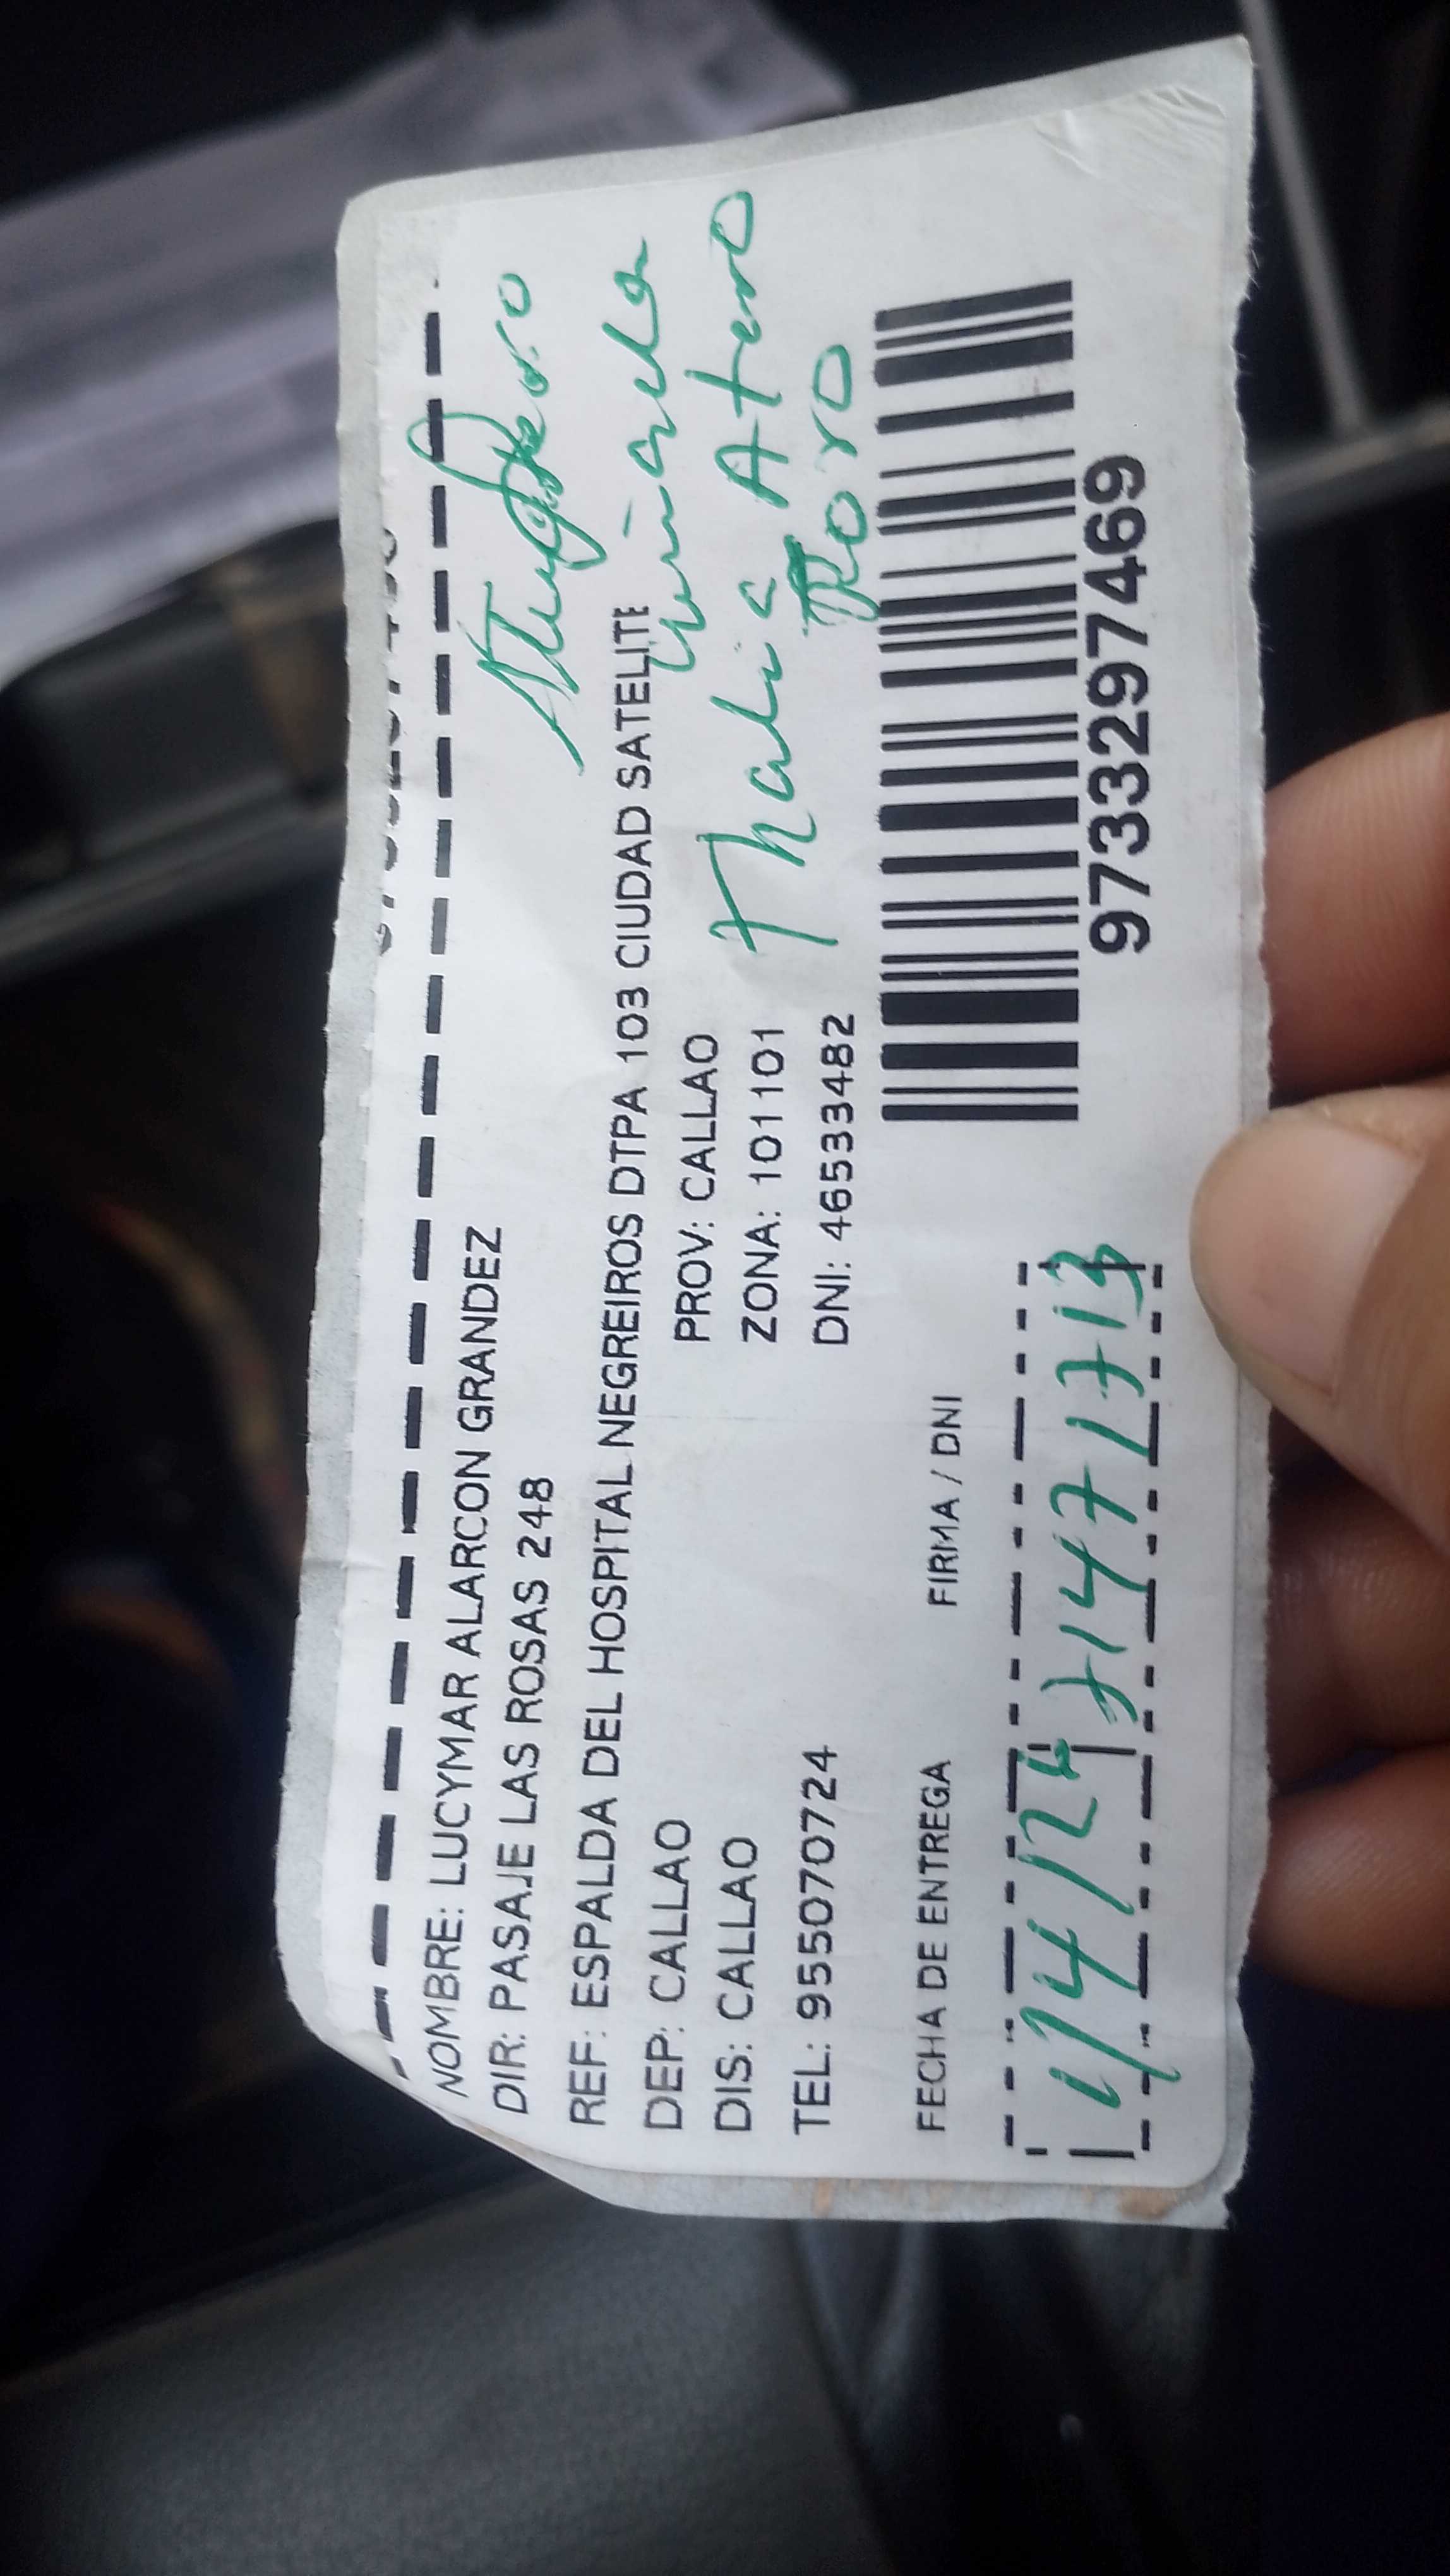 NOMBRE: LUCYMAR ALARCON GRANDEZ
DIR: PASAJE LAS ROSAS 248
REF: ESPALDA DEL HOSPITAL NEGREIROS DTPA 103 CIUDAD SATELITE
DEP: CALLAO PROV: CALLAO
DIS: CALLAO ZONA: 101101
TEL: 955070724 DNI: 46533482
Thalia
Toro
FECHA DE ENTREGA FIRMA / DNI
9733297469